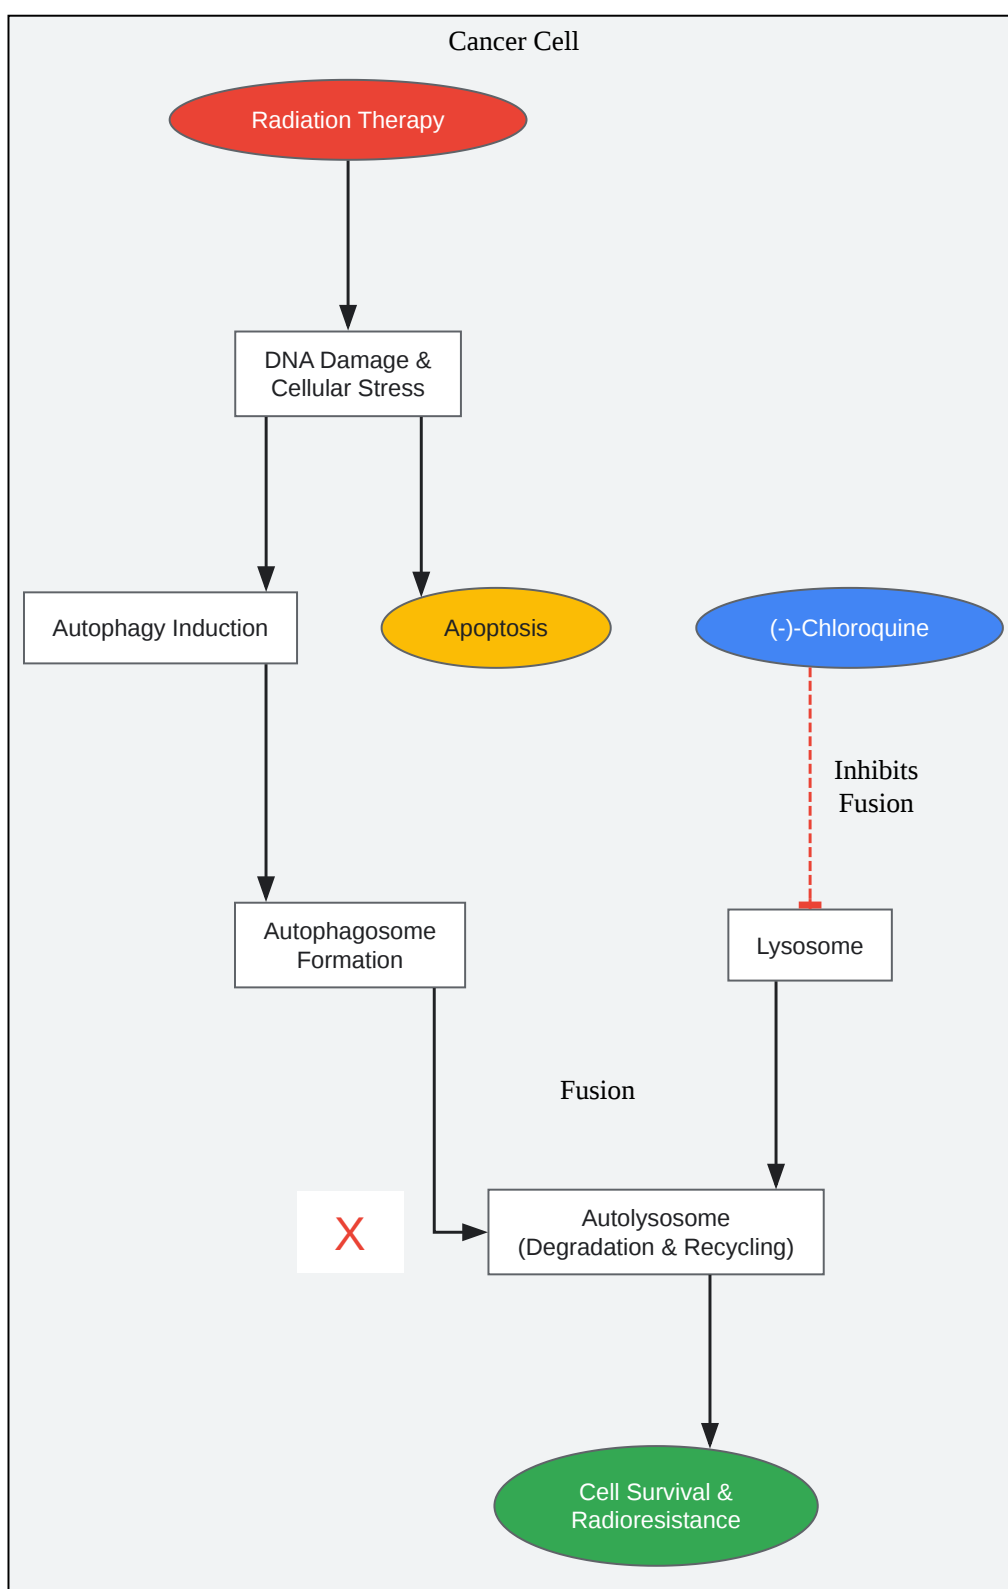 Cancer Cell
Radiation Therapy
DNA Damage &
Cellular Stress
Autophagy Induction
Apoptosis
(-)-Chloroquine
Inhibits
Fusion
Autophagosome
Formation
Lysosome
Fusion
X
Autolysosome
(Degradation & Recycling)
Cell Survival &
Radioresistance